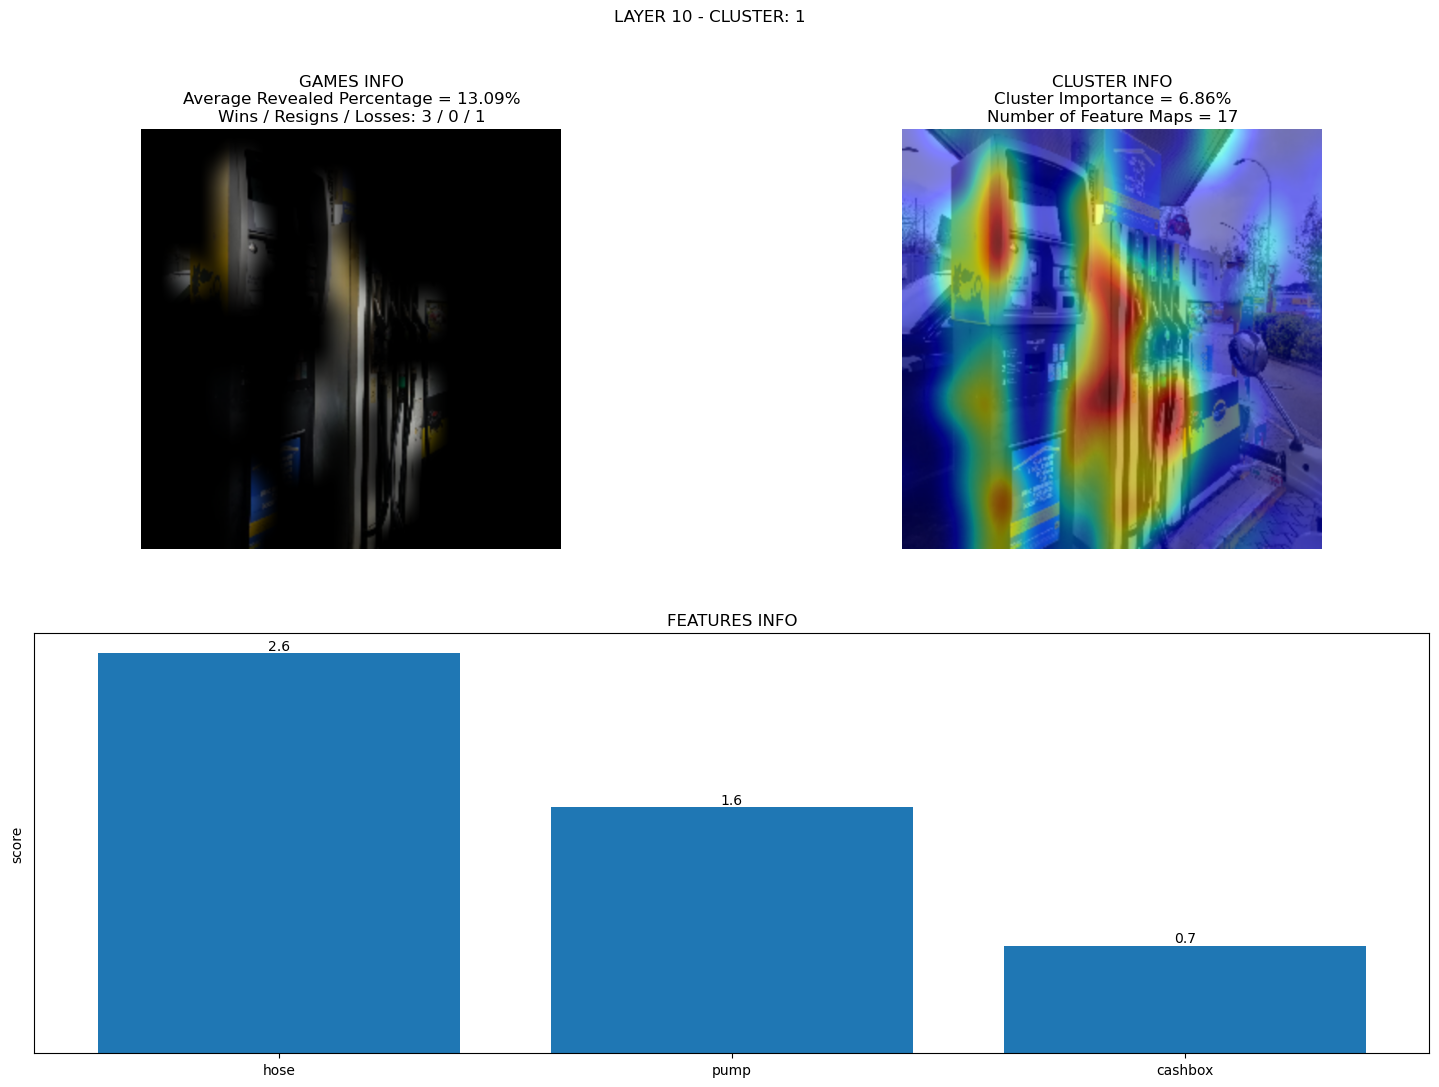 LAYER 10 - CLUSTER: 1
GAMES INFO
Average Revealed Percentage = 13.09%
Wins / Resigns / Losses: 3 / 0 / 1
CLUSTER INFO
Cluster Importance = 6.86%
Number of Feature Maps = 17
FEATURES INFO
score
2.6
1.6
0.7
hose
pump
cashbox